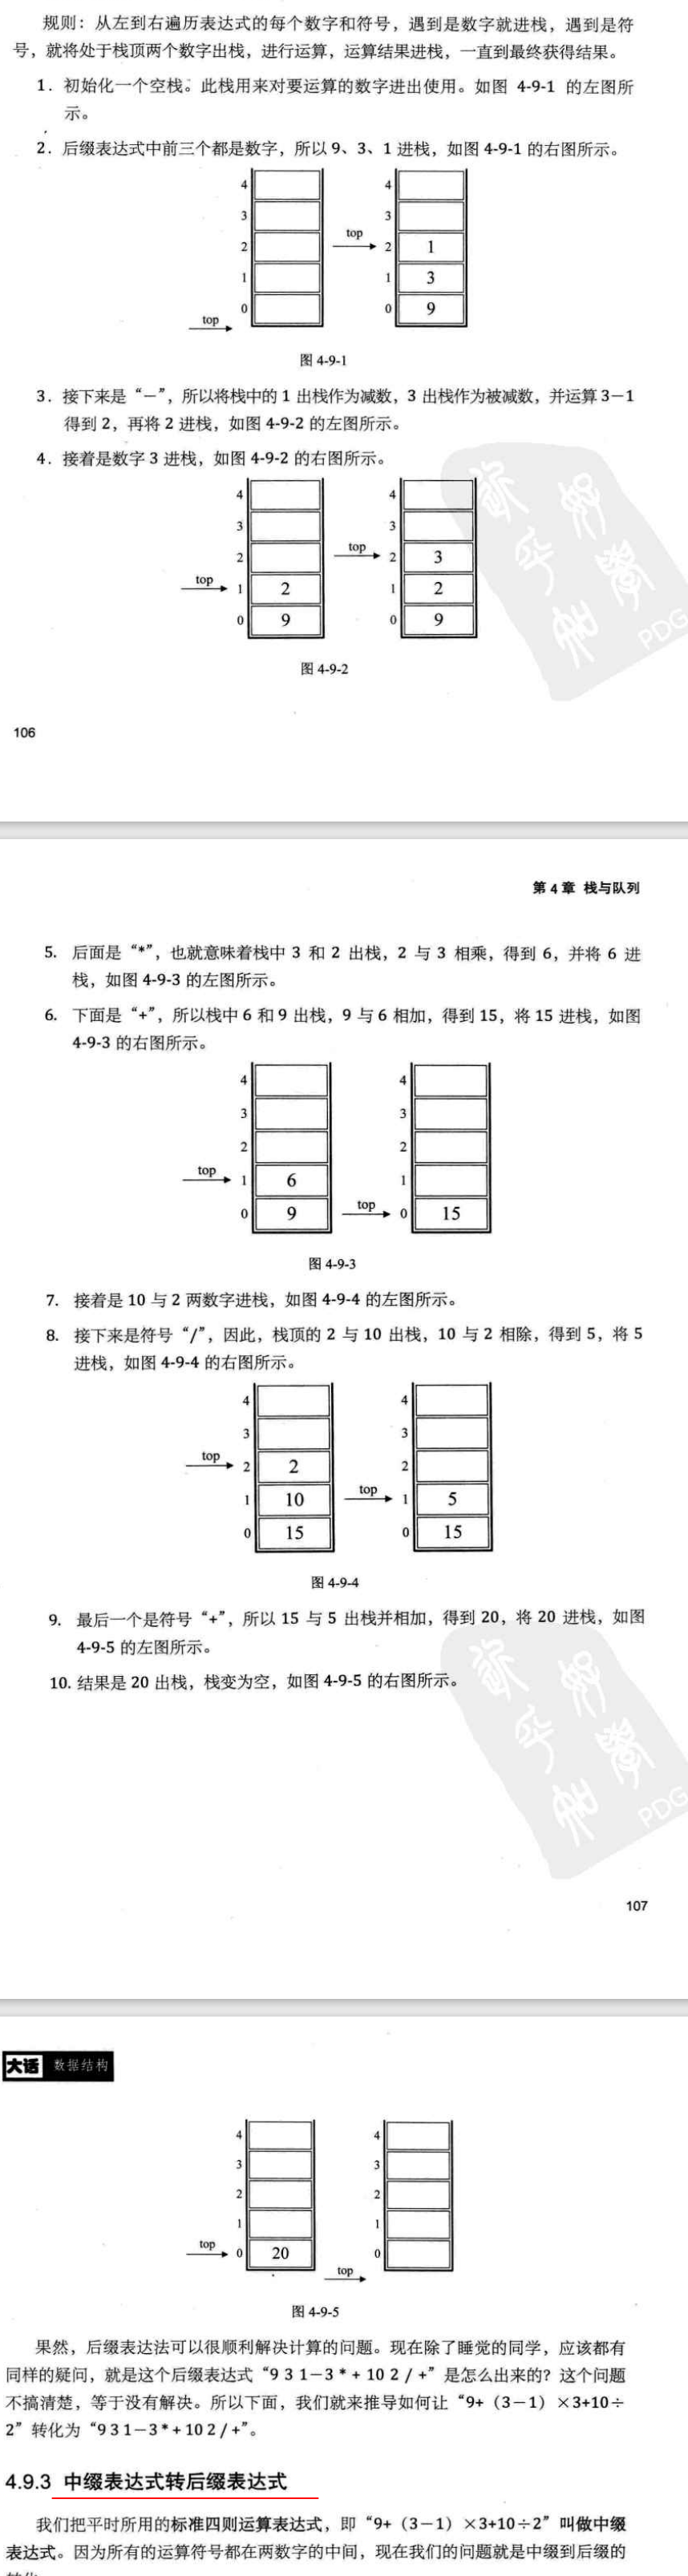 规则：从左到右遍历表达式的每个数字和符号，遇到是数字就进栈，遇到是符
号，就将处于栈顶两个数字出栈，进行运算，运算结果进栈，一直到最终获得结果。
1. 初始化一个空栈。此栈用来对要运算的数字进出使用。如图 4-9-1 的左图所
示。
2. 后缀表达式中前三个都是数字，所以 9、3、1 进栈，如图 4-9-1 的右图所示。
4
3
2
1
0
top
top
4
3
2 1
1 3
0 9
图 4-9-1
3. 接下来是“－”，所以将栈中的 1 出栈作为减数，3 出栈作为被减数，并运算 3－1
得到 2，再将 2 进栈，如图 4-9-2 的左图所示。
4. 接着是数字 3 进栈，如图 4-9-2 的右图所示。
4
3
2
top
1 2
0 9
top
4
3
2 3
1 2
0 9
图 4-9-2
PDG
106
第 4 章 栈与队列
5. 后面是“*”，也就意味着栈中 3 和 2 出栈，2 与 3 相乘，得到 6，并将 6 进
栈，如图 4-9-3 的左图所示。
6. 下面是“+”，所以栈中 6 和 9 出栈，9 与 6 相加，得到 15，将 15 进栈，如图
4-9-3 的右图所示。
4
3
2
top
1 6
0 9
4
3
2
1
top
0 15
图 4-9-3
7. 接着是 10 与 2 两数字进栈，如图 4-9-4 的左图所示。
8. 接下来是符号“/”，因此，栈顶的 2 与 10 出栈，10 与 2 相除，得到 5，将 5
进栈，如图 4-9-4 的右图所示。
4
3
top
2 2
1 10
0 15
4
3
2
top
1 5
0 15
图 4-9-4
9. 最后一个是符号“+”，所以 15 与 5 出栈并相加，得到 20，将 20 进栈，如图
4-9-5 的左图所示。
10. 结果是 20 出栈，栈变为空，如图 4-9-5 的右图所示。
PDG
107
大话 数据结构
4
3
2
1
top
0 20
4
3
2
1
0
top
图 4-9-5
果然，后缀表达法可以很顺利解决计算的问题。现在除了睡觉的同学，应该都有
同样的疑问，就是这个后缀表达式“9 3 1－3 * + 10 2 / +”是怎么出来的？这个问题
不搞清楚，等于没有解决。所以下面，我们就来推导如何让“9+（3－1）×3+10÷
2”转化为“9 3 1－3 * + 10 2 / +”。
4.9.3 中缀表达式转后缀表达式
我们把平时所用的标准四则运算表达式，即“9+（3－1）×3+10÷2”叫做中缀
表达式。因为所有的运算符号都在两数字的中间，现在我们的问题就是中缀到后缀的